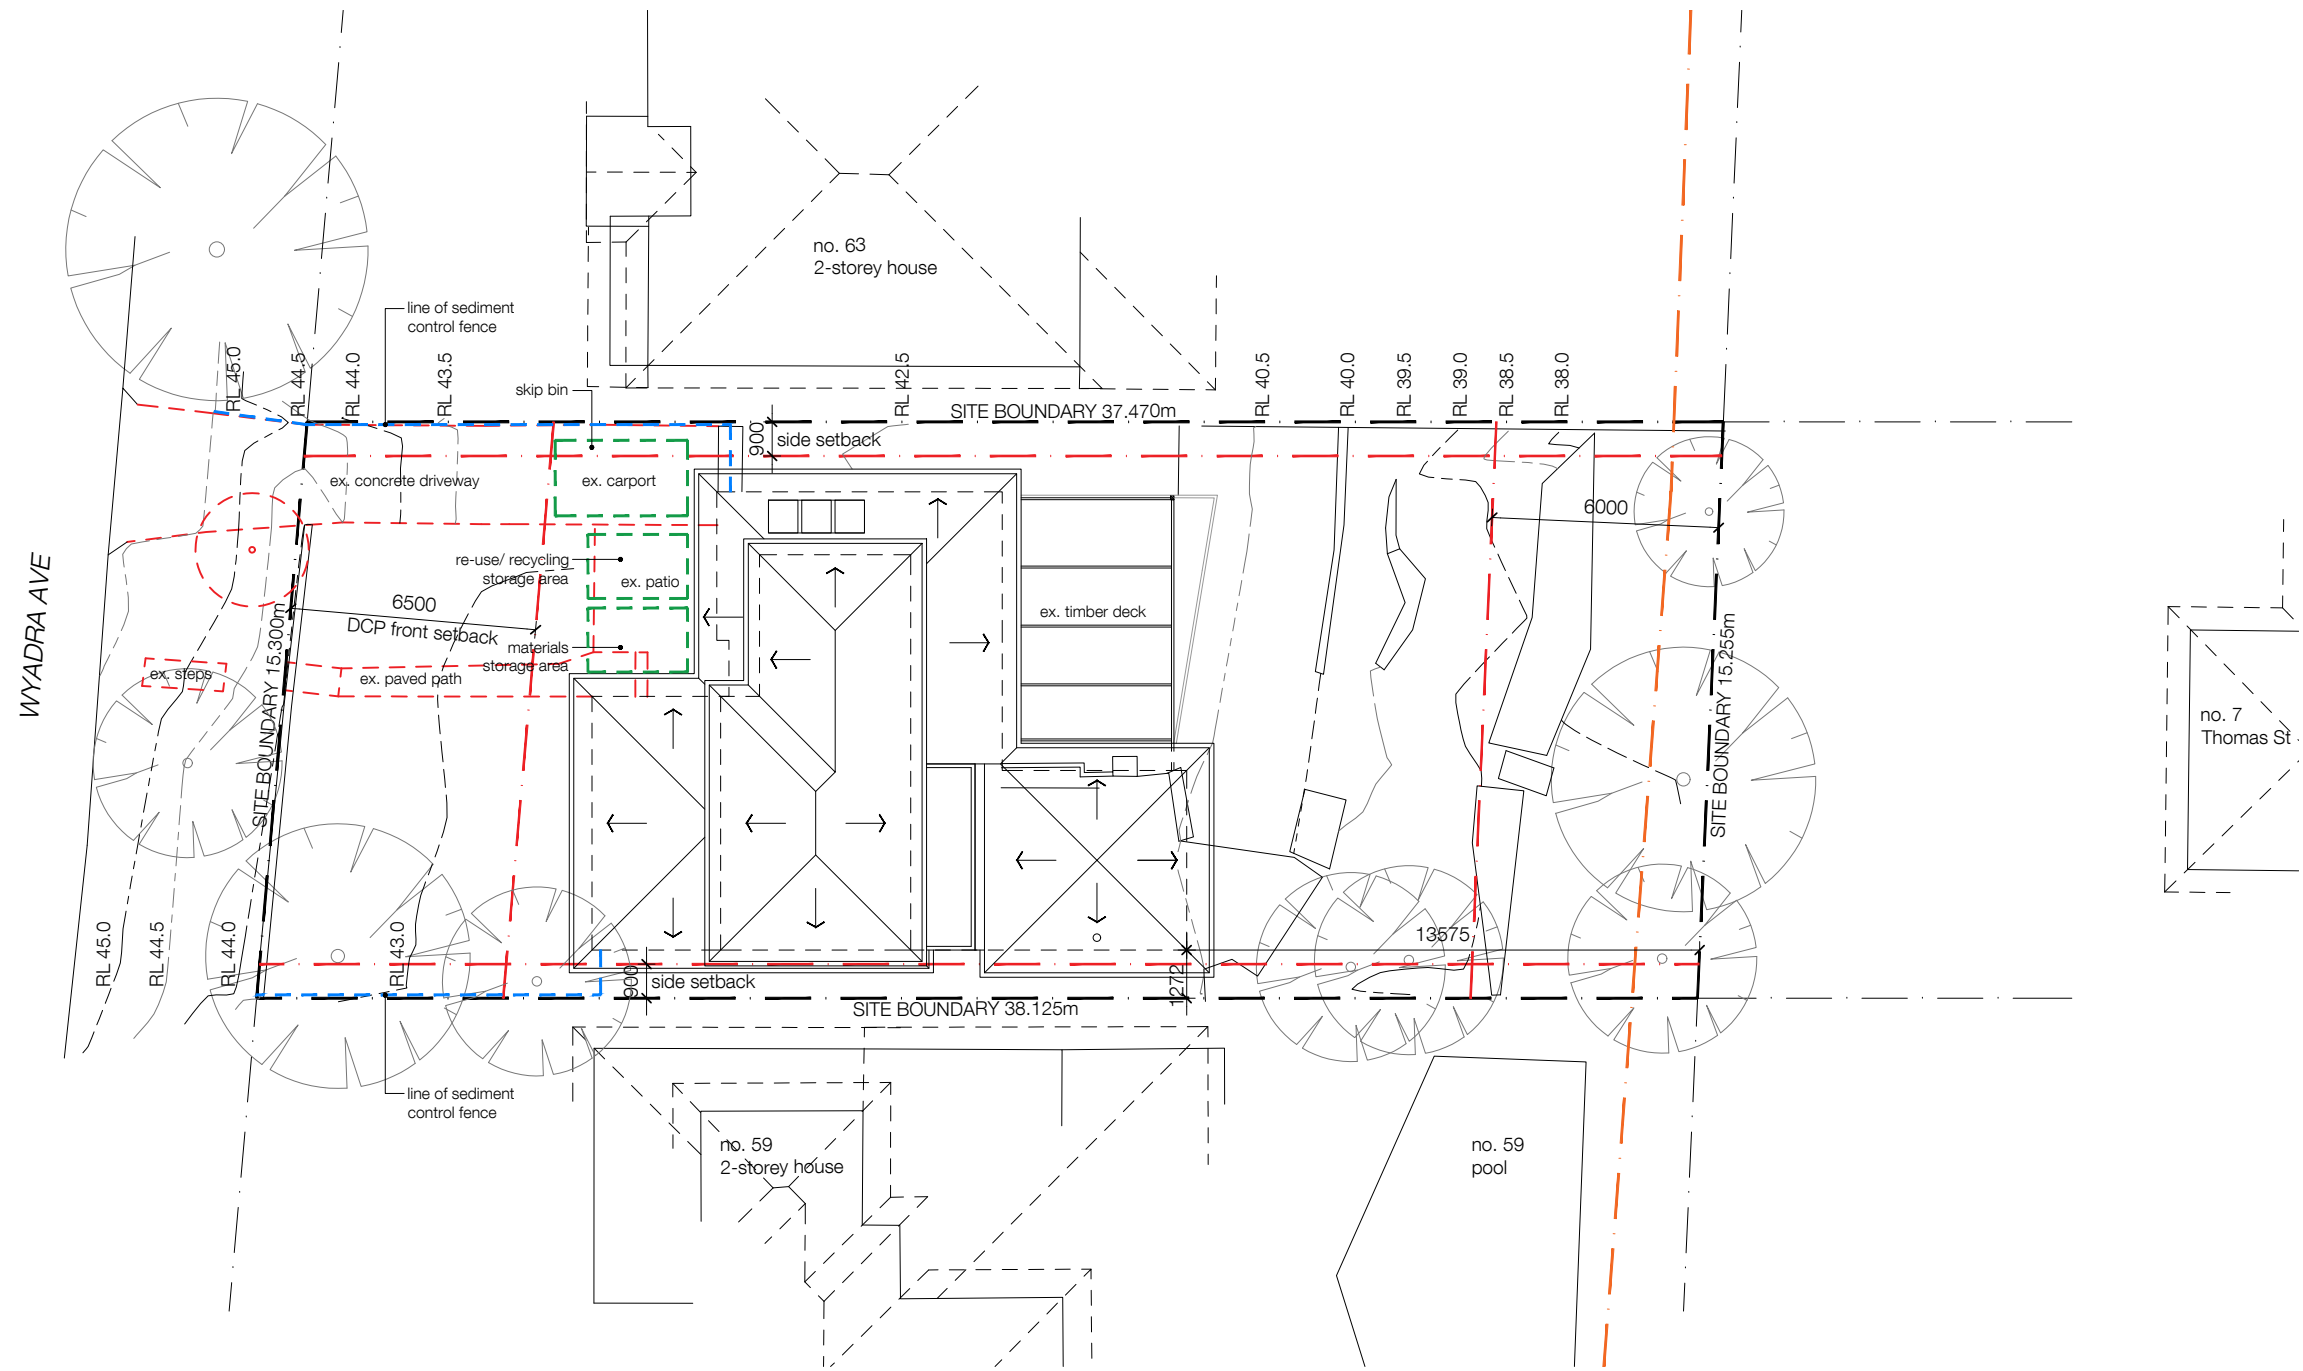 no. 63
2-storey house
line of sediment
control fence
RL 45.0
RL 44.5
RL 44.0
RL 43.5
skip bin
RL 42.5
RL 40.5
RL 40.0
RL 39.5
RL 39.0
RL 38.5
RL 38.0
SITE BOUNDARY 37.470m
900
side setback
ex. concrete driveway
ex. carport
6000
WYADRA AVE
re-use/ recycling
storage area
ex. patio
6500
DCP front setback
ex. timber deck
materials
storage area
ex. steps
ex. paved path
SITE BOUNDARY 15.300m
SITE BOUNDARY 15.255m
no. 7
Thomas St
RL 45.0
RL 44.5
RL 44.0
RL 43.0
13575
900
side setback
1272
SITE BOUNDARY 38.125m
line of sediment
control fence
no. 59
2-storey house
no. 59
pool